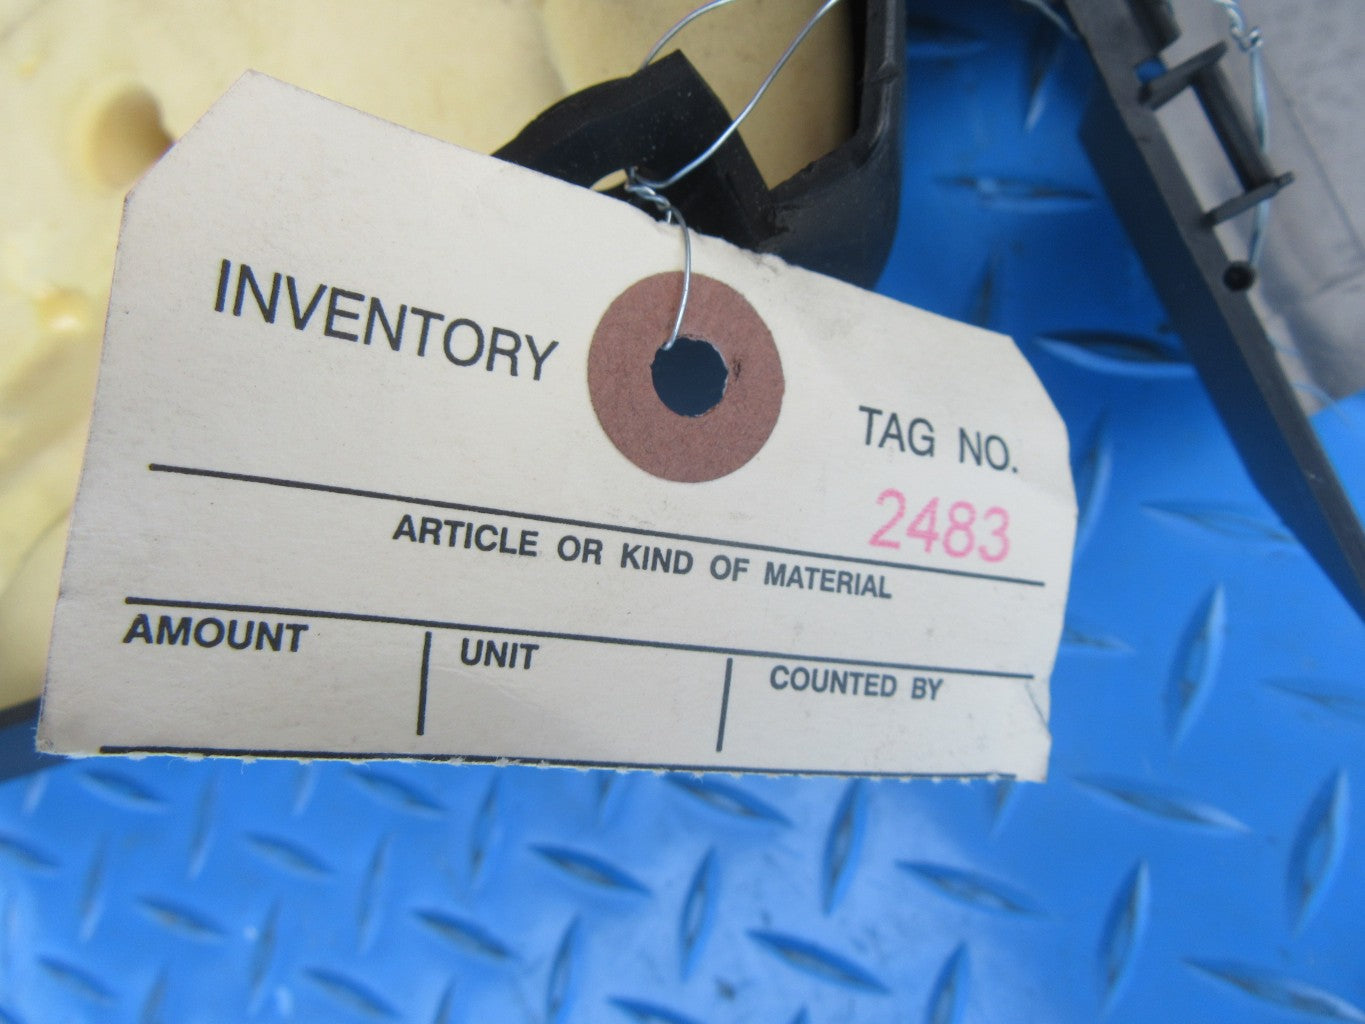 INVENTORY
TAG NO.
2483
ARTICLE OR KIND OF MATERIAL
AMOUNT
UNIT
COUNTED BY